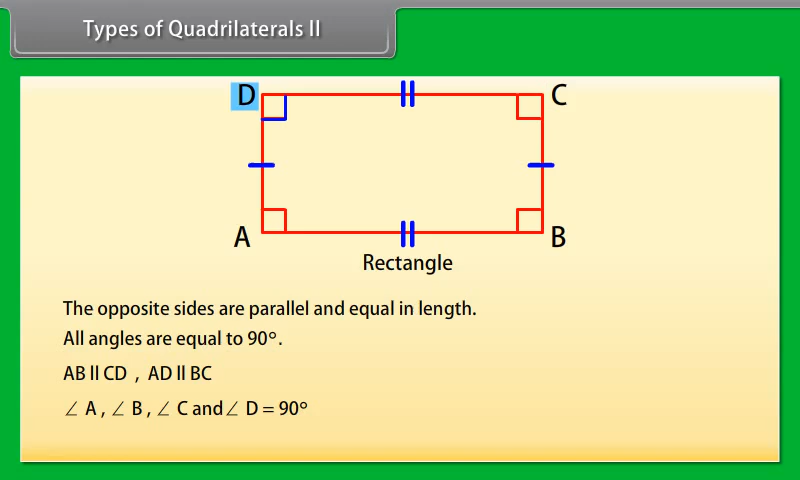 Types of Quadrilaterals II
D
C
A
B
Rectangle
The opposite sides are parallel and equal in length.
All angles are equal to 90°.
AB ll CD , AD ll BC
∠ A , ∠ B , ∠ C and ∠ D = 90°